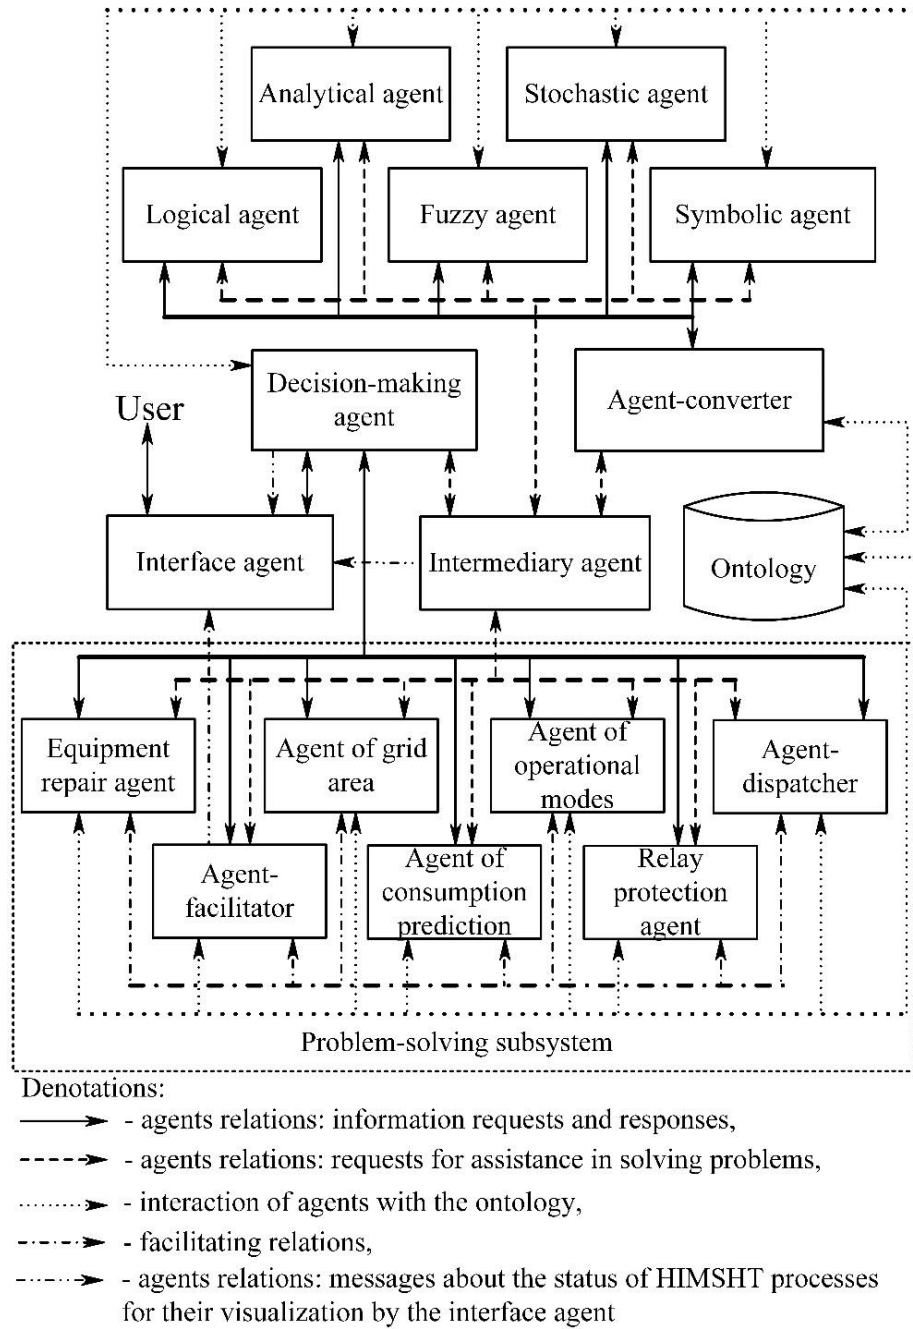 Analytical agent
Stochastic agent
Logical agent
Fuzzy agent
Symbolic agent
Decision-making
agent
Agent-converter
User
Interface agent
Intermediary agent
Ontology
Equipment
repair agent
Agent of grid
area
Agent of
operational
modes
Agent-
dispatcher
Agent-
facilitator
Agent of
consumption
prediction
Relay
protection
agent
Problem-solving subsystem
Denotations:
- agents relations: information requests and responses,
- agents relations: requests for assistance in solving problems,
- interaction of agents with the ontology,
- facilitating relations,
- agents relations: messages about the status of HIMSHT processes
for their visualization by the interface agent